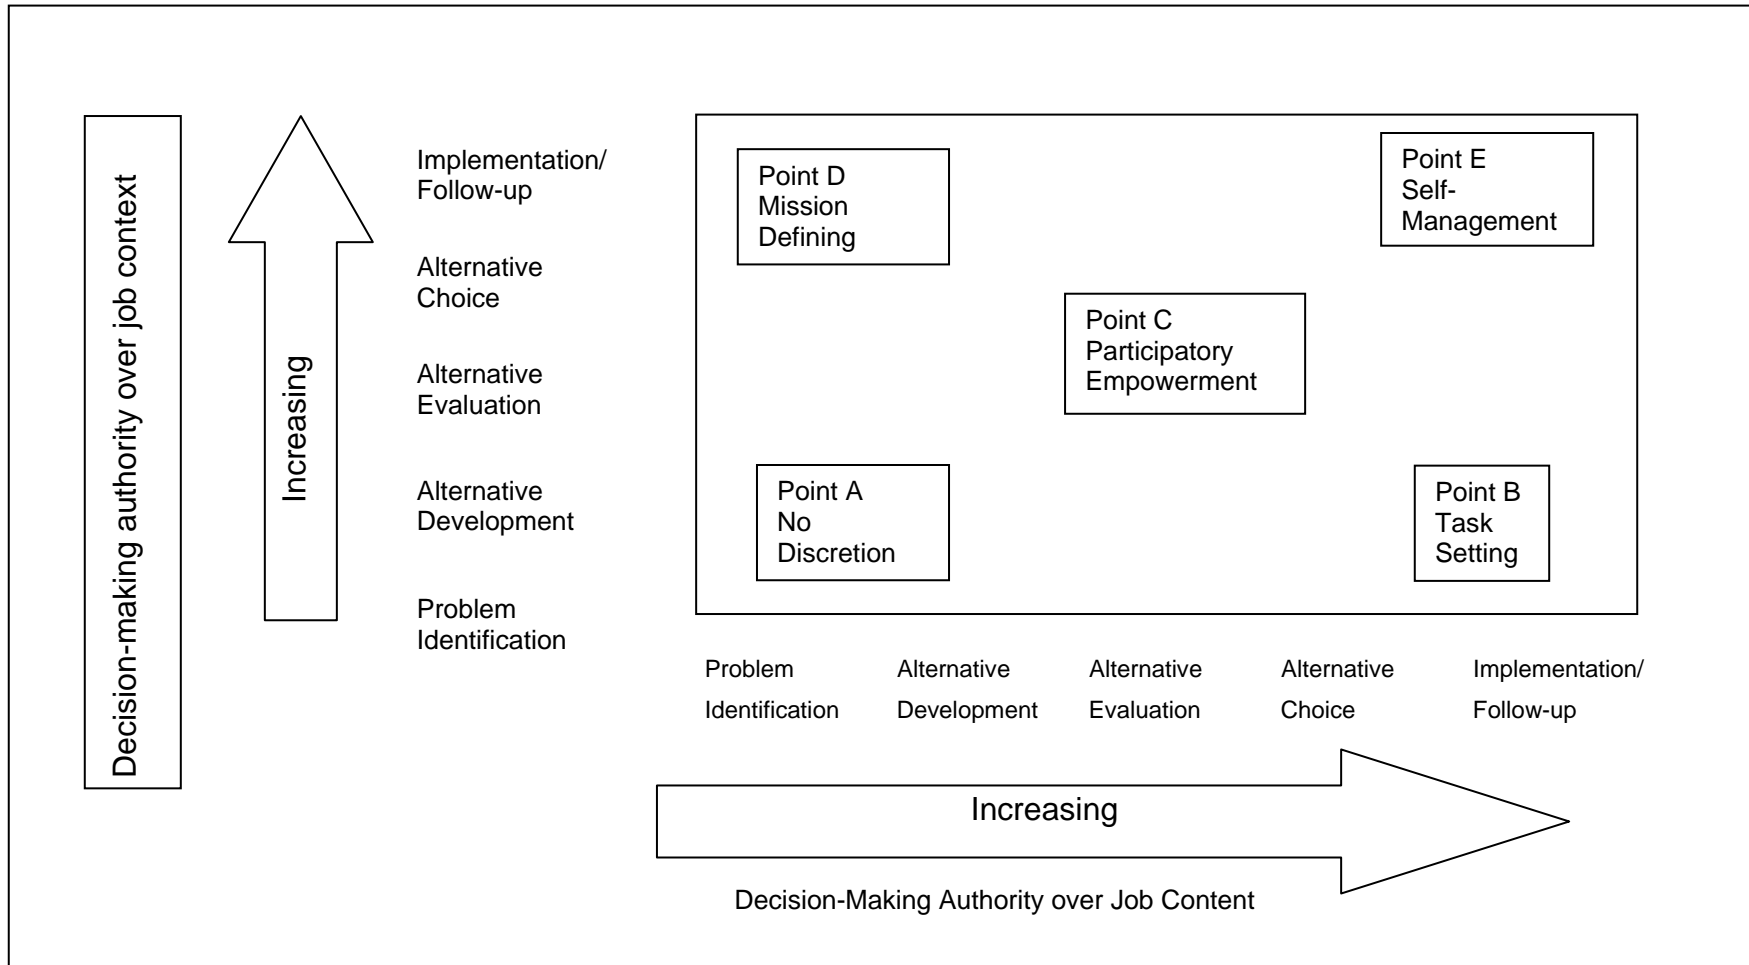 Decision-making authority over job context
Increasing
Implementation/
Follow-up
Alternative
Choice
Alternative
Evaluation
Alternative
Development
Problem
Identification
Point D
Mission
Defining
Point E
Self-
Management
Point C
Participatory
Empowerment
Point A
No
Discretion
Point B
Task
Setting
Problem
Identification
Alternative
Development
Alternative
Evaluation
Alternative
Choice
Implementation/
Follow-up
Increasing
Decision-Making Authority over Job Content